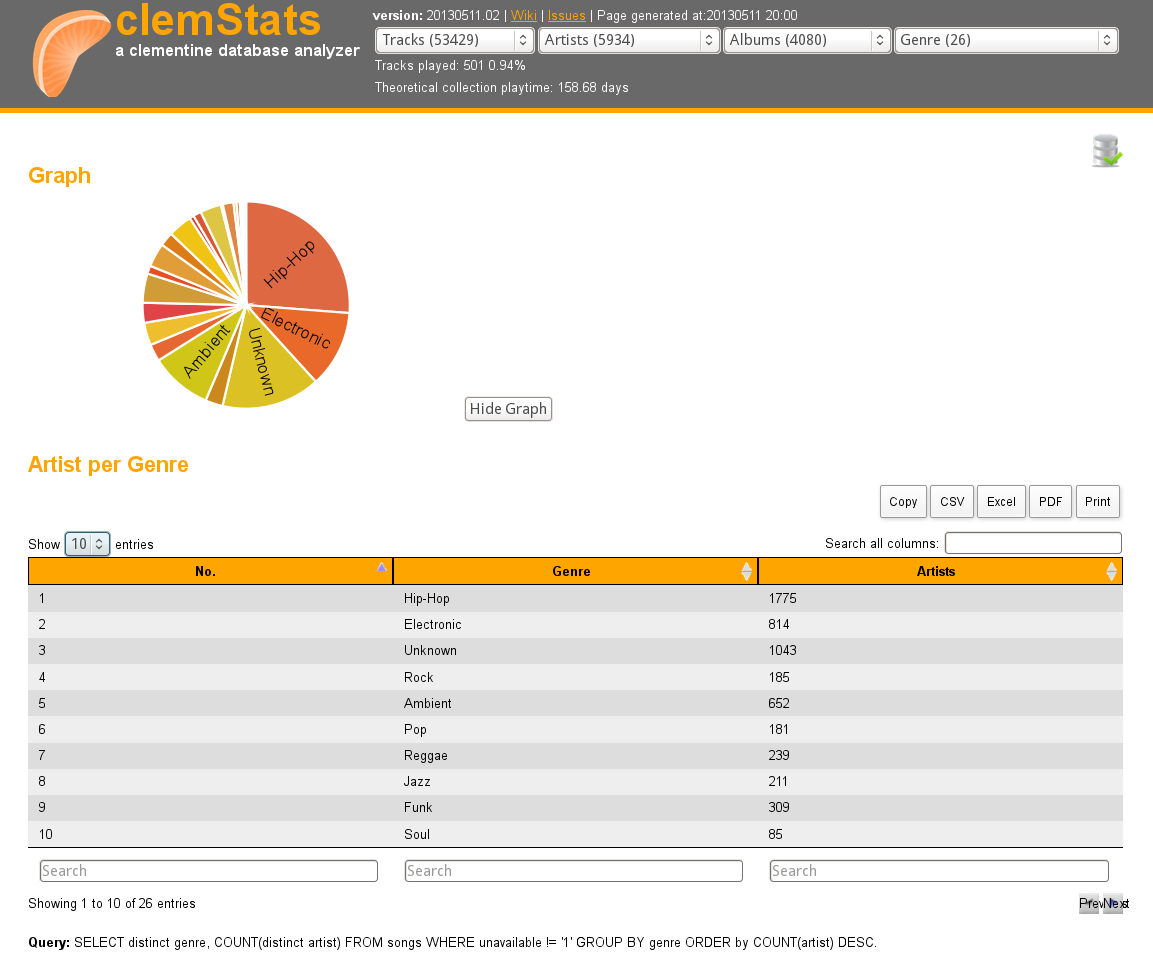 clemStats
a clementine database analyzer
version: 20130511.02 | Wiki | Issues | Page generated at:20130511 20:00
Tracks (53429) Artists (5934) Albums (4080) Genre (26)
Tracks played: 501 0.94%
Theoretical collection playtime: 158.68 days
Graph
Hip-Hop
Electronic
Unknown
Ambient
Hide Graph
Artist per Genre
Copy CSV Excel PDF Print
Show 10 entries Search all columns:
No. Genre Artists
1 Hip-Hop 1775
2 Electronic 814
3 Unknown 1043
4 Rock 185
5 Ambient 652
6 Pop 181
7 Reggae 239
8 Jazz 211
9 Funk 309
10 Soul 85
Search Search Search
Showing 1 to 10 of 26 entries Prev Next
Query: SELECT distinct genre, COUNT(distinct artist) FROM songs WHERE unavailable != '1' GROUP BY genre ORDER by COUNT(artist) DESC.